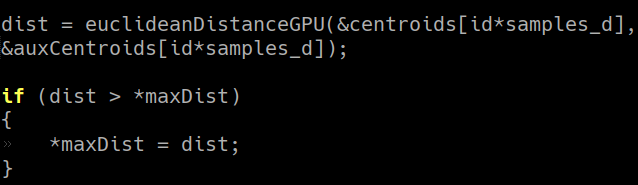 dist = euclideanDistanceGPU(&centroids[id*samples_d],
&auxCentroids[id*samples_d]);
if (dist > *maxDist)
{
»   *maxDist = dist;
}